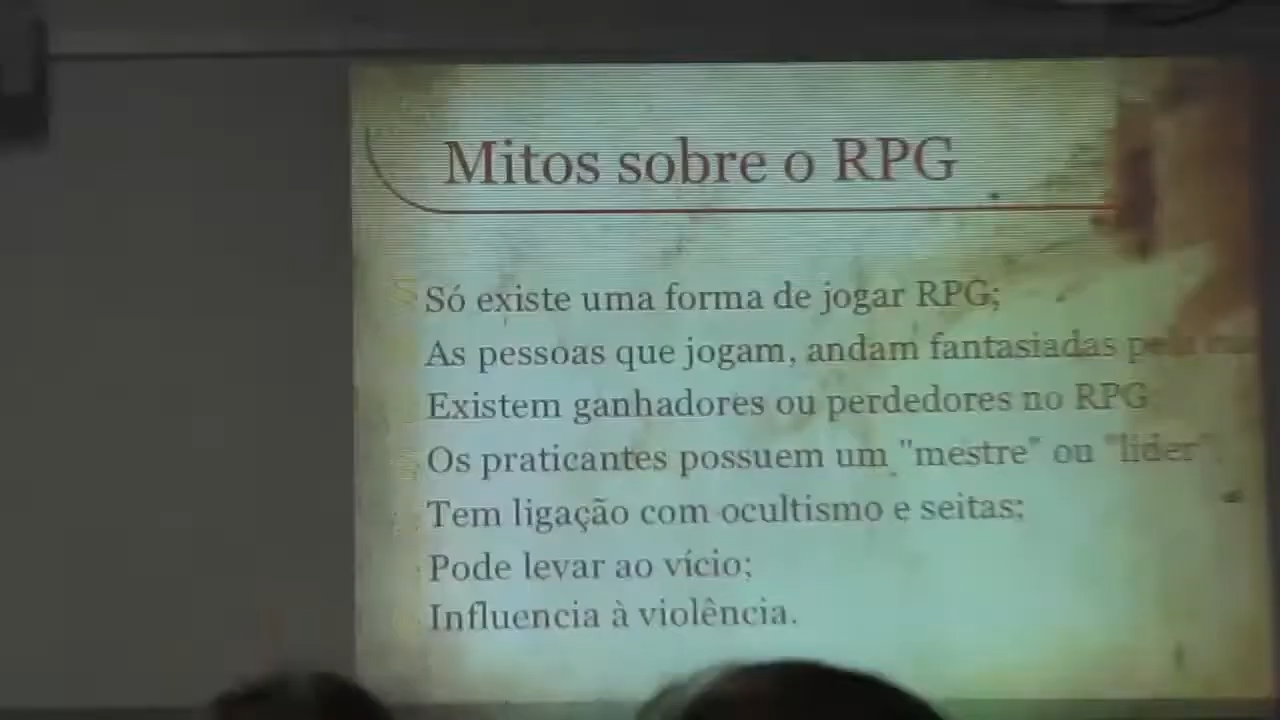 Mitos sobre o RPG
Só existe uma forma de jogar RPG;
As pessoas que jogam, andam fantasiadas
Existem ganhadores ou perdedores no RPG
Os praticantes possuem um "mestre" ou "líder"
Tem ligação com ocultismo e seitas;
Pode levar ao vício;
Influencia à violência.